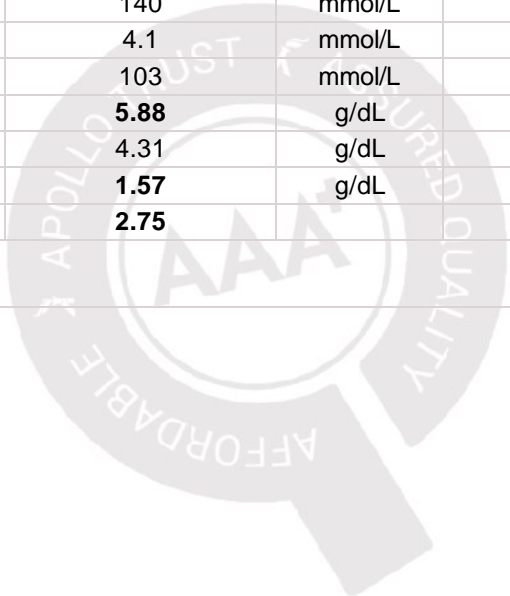 140 mmol/L
4.1 mmol/L
103 mmol/L
5.88 g/dL
4.31 g/dL
1.57 g/dL
2.75
APOLLO TRUST ASSURED QUALITY AFFORDABLE
AAA+